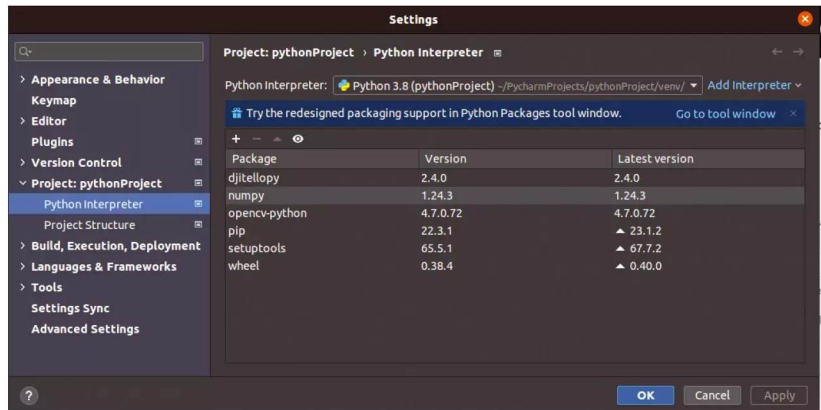 Settings
Project: pythonProject › Python Interpreter
Python Interpreter: Python 3.8 (pythonProject) ~/PycharmProjects/pythonProject/venv/ Add Interpreter
Try the redesigned packaging support in Python Packages tool window. Go to tool window
Appearance & Behavior
Keymap
Editor
Plugins
Version Control
Project: pythonProject
Python Interpreter
Project Structure
Build, Execution, Deployment
Languages & Frameworks
Tools
Settings Sync
Advanced Settings
Package Version Latest version
djitellopy 2.4.0 2.4.0
numpy 1.24.3 1.24.3
opencv-python 4.7.0.72 4.7.0.72
pip 22.3.1 23.1.2
setuptools 65.5.1 67.7.2
wheel 0.38.4 0.40.0
? OK Cancel Apply